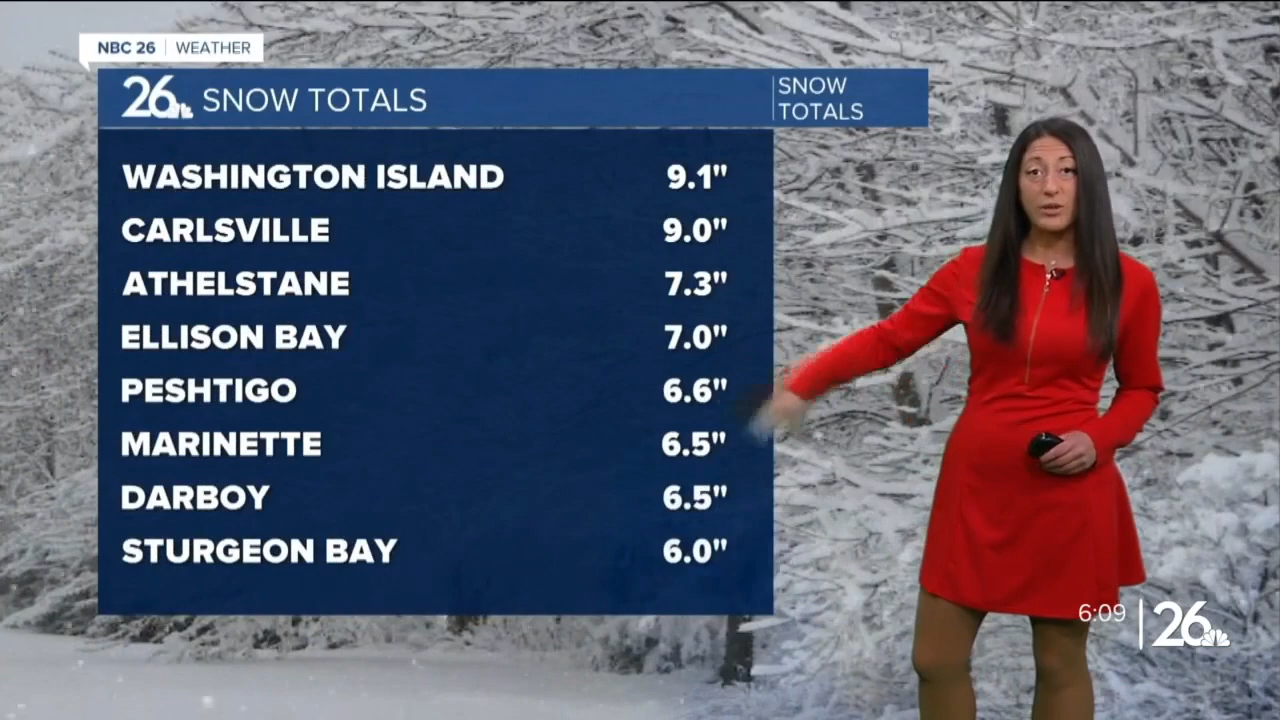 NBC 26 | WEATHER
26 SNOW TOTALS
SNOW
TOTALS
WASHINGTON ISLAND 9.1"
CARLSVILLE 9.0"
ATHELSTANE 7.3"
ELLISON BAY 7.0"
PESHTIGO 6.6"
MARINETTE 6.5"
DARBOY 6.5"
STURGEON BAY 6.0"
6:09 | 26